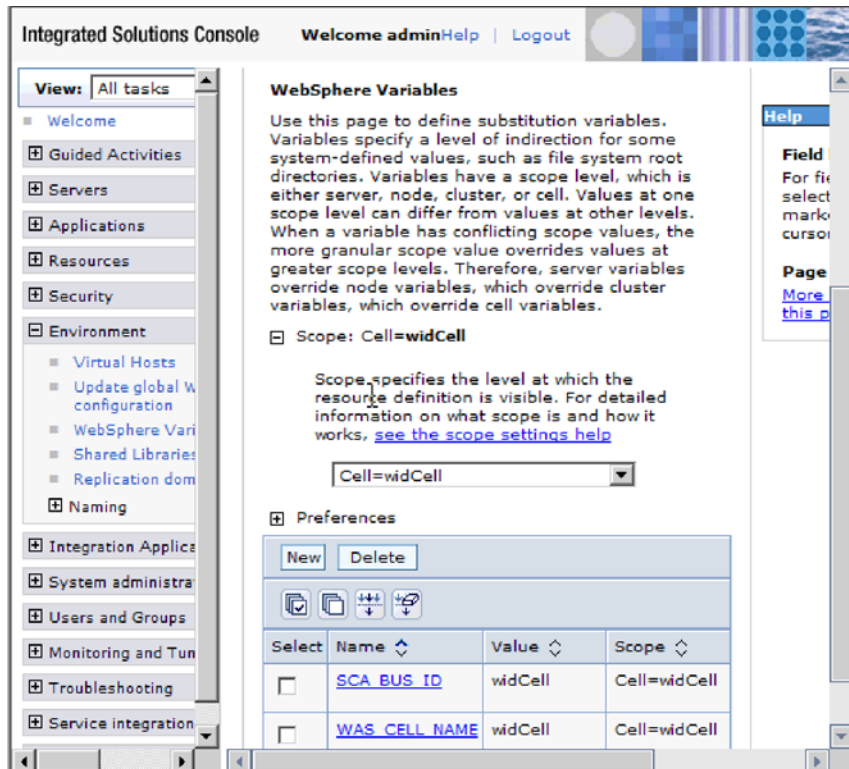 Integrated Solutions Console
Welcome adminHelp | Logout
View: All tasks
Welcome
Guided Activities
Servers
Applications
Resources
Security
Environment
Virtual Hosts
Update global W
configuration
WebSphere Vari
Shared Libraries
Replication dom
Naming
Integration Applica
System administra
Users and Groups
Monitoring and Tun
Troubleshooting
Service integration
WebSphere Variables
Use this page to define substitution variables.
Variables specify a level of indirection for some
system-defined values, such as file system root
directories. Variables have a scope level, which is
either server, node, cluster, or cell. Values at one
scope level can differ from values at other levels.
When a variable has conflicting scope values, the
more granular scope value overrides values at
greater scope levels. Therefore, server variables
override node variables, which override cluster
variables, which override cell variables.
Scope: Cell=widCell
Scope specifies the level at which the
resource definition is visible. For detailed
information on what scope is and how it
works, see the scope settings help
Cell=widCell
Preferences
New Delete
Select Name Value Scope
SCA_BUS_ID widCell Cell=widCell
WAS_CELL_NAME widCell Cell=widCell
Help
Field
For fie
select
marke
cursor
Page
More
this p